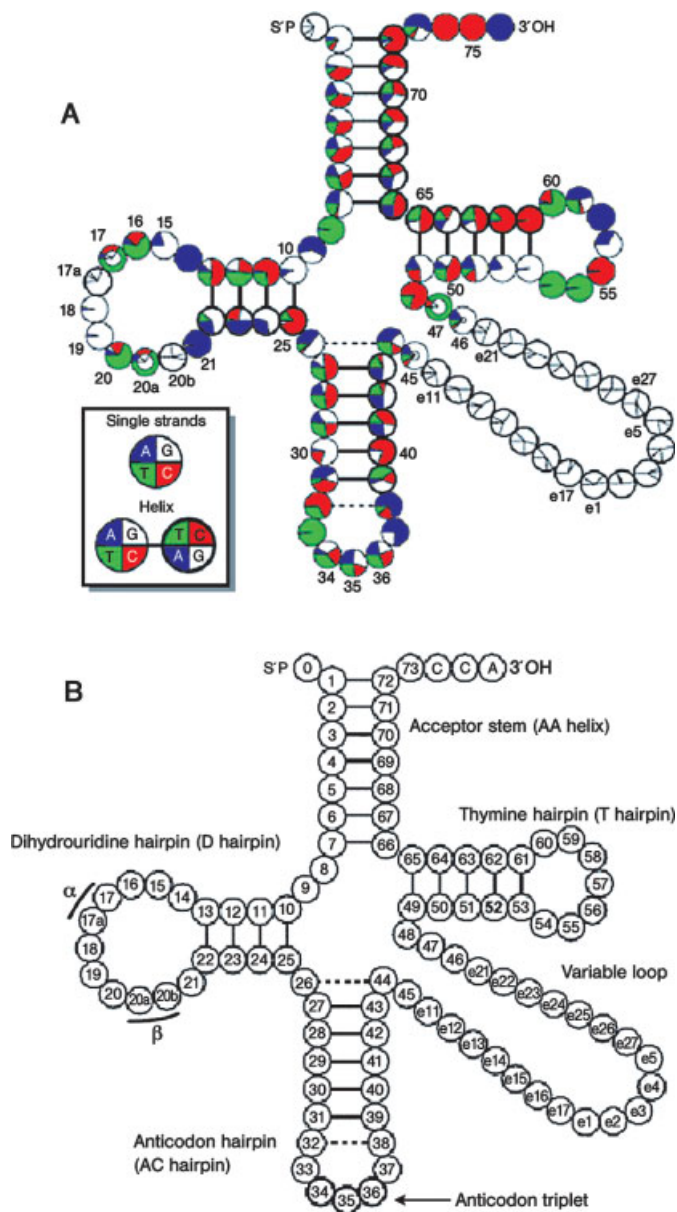 S´P
3´OH
75
A
70
65
60
17
16
15
10
17a
18
50
55
19
47
46
e21
20
20a
20b
21
25
45
e11
e27
e5
Single strands
A G
T C
30
40
e17
e1
Helix
A G T C
T C A G
34
35
36
B
S´P 0 73 C C A 3´OH
1 72
2 71
3 70 Acceptor stem (AA helix)
4 69
5 68
6 67 Thymine hairpin (T hairpin)
7 66
Dihydrouridine hairpin (D hairpin)
8 65 64 63 62 61 60 59
α 17 16 15 14 9 58
17a 13 12 11 10 49 50 51 52 53 57
18 48 54 55 56
19 22 23 24 25 47 46 e21 e22 e23 e24 e25 e26 e27 e5 e4
20 20a 20b 21 26 44 45 Variable loop
β
27 43 e11 e12 e13 e14 e15 e16 e17 e1 e2 e3
28 42
29 41
30 40
31 39
Anticodon hairpin
(AC hairpin)
32 38
33 37
34 35 36 Anticodon triplet